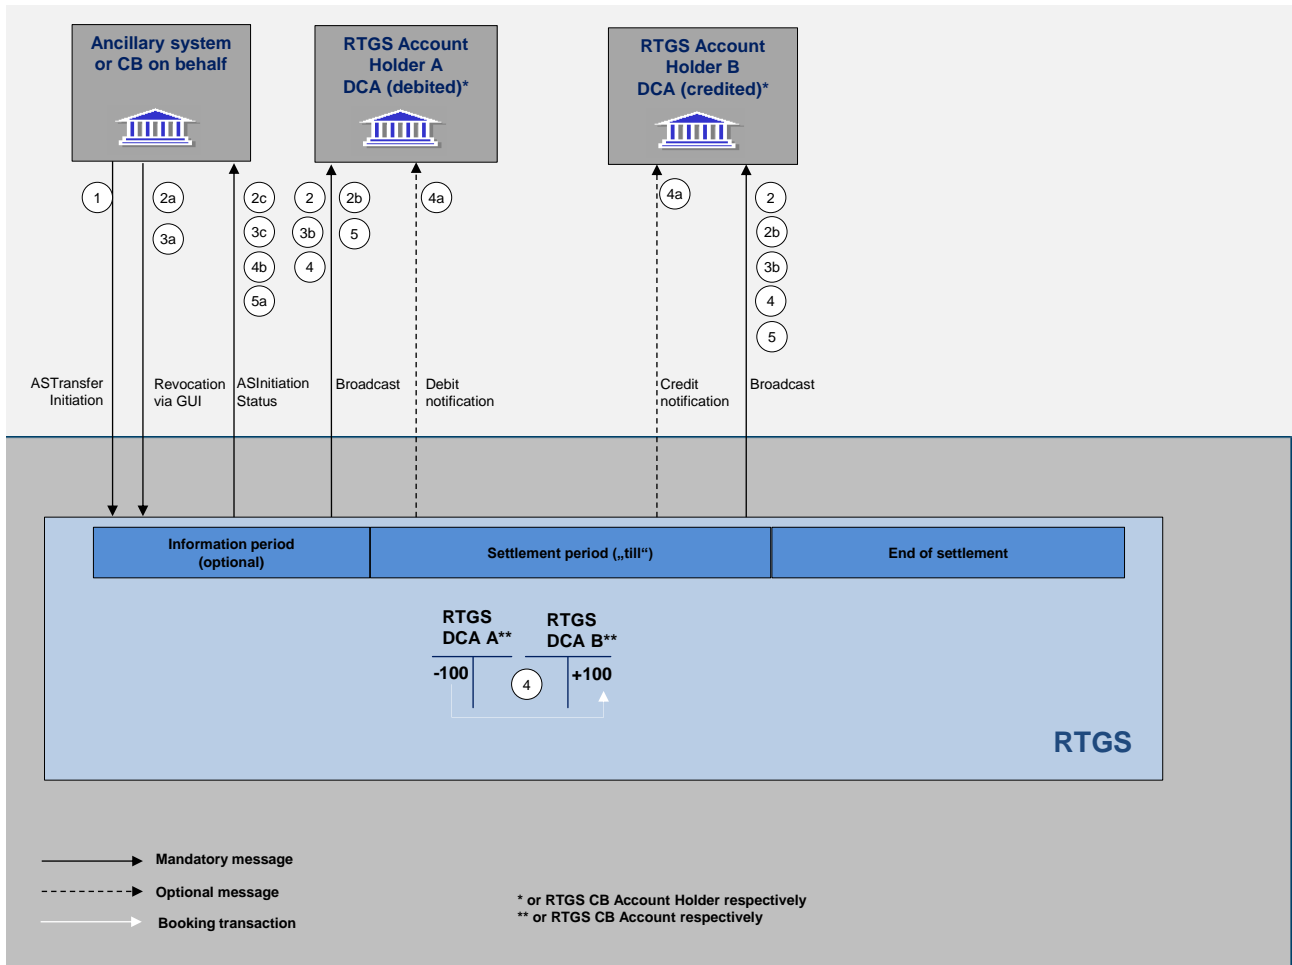 Ancillary system
or CB on behalf
RTGS Account
Holder A
DCA (debited)*
RTGS Account
Holder B
DCA (credited)*
1
2a
3a
2c
3c
4b
5a
2
3b
4
2b
5
4a
4a
2
2b
3b
4
5
ASTransfer
Initiation
Revocation
via GUI
ASInitiation
Status
Broadcast
Debit
notification
Credit
notification
Broadcast
Information period
(optional)
Settlement period („till“)
End of settlement
RTGS
DCA A**
RTGS
DCA B**
-100
4
+100
RTGS
Mandatory message
Optional message
Booking transaction
* or RTGS CB Account Holder respectively
** or RTGS CB Account respectively